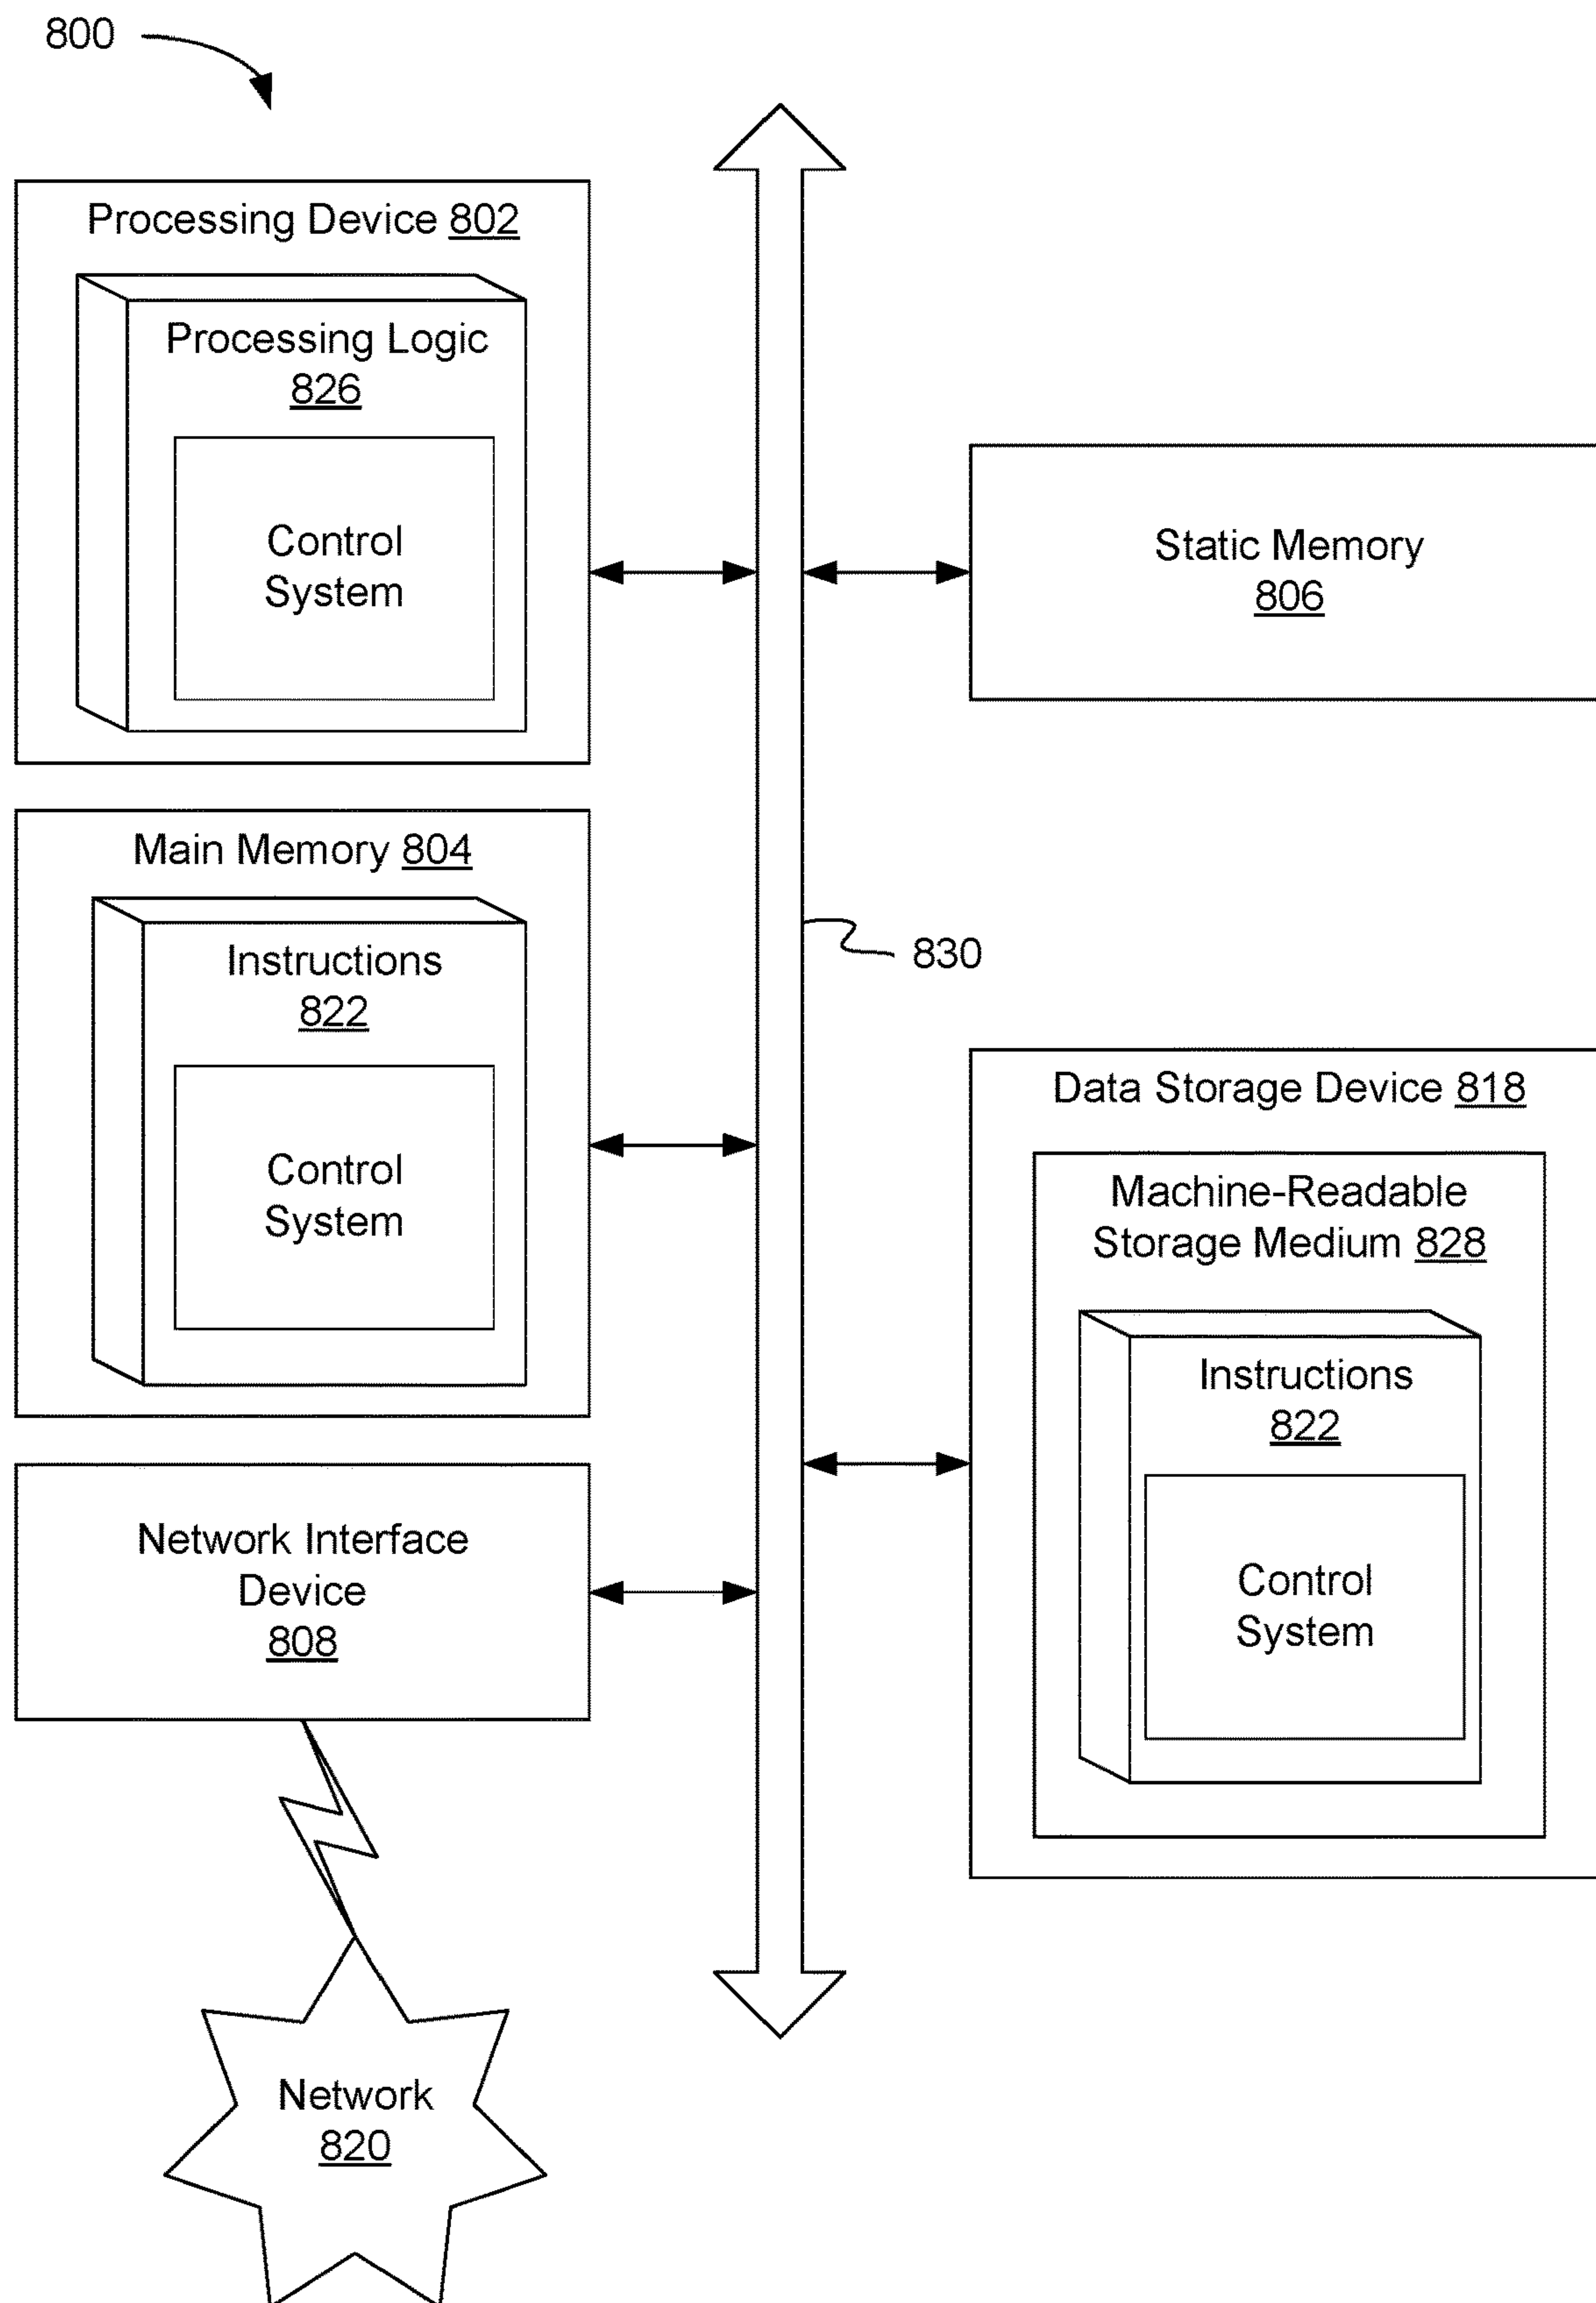 800
Processing Device 802
Processing Logic
826
Control
System
Static Memory
806
Main Memory 804
Instructions
822
Control
System
830
Data Storage Device 818
Machine-Readable
Storage Medium 828
Instructions
822
Control
System
Network Interface
Device
808
Network
820